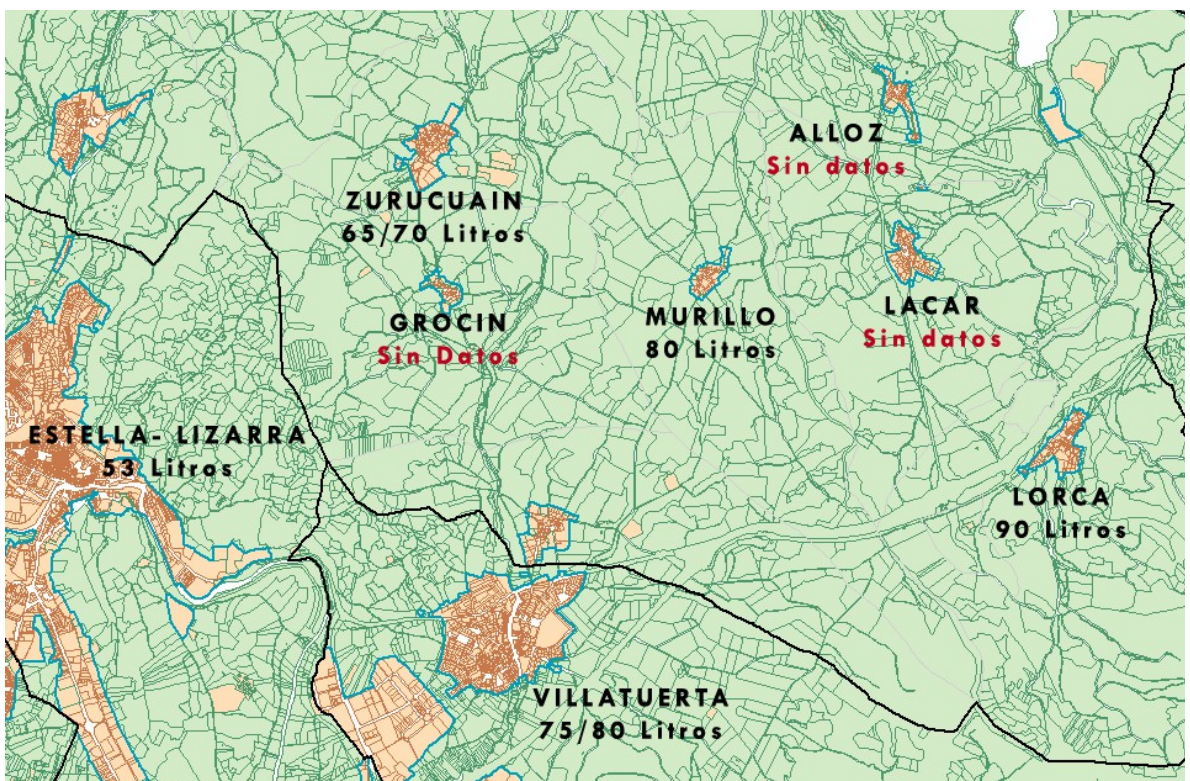 ALLOZ
Sin datos
ZURUCUAIN
65/70 Litros
GROCIN
Sin Datos
MURILLO
80 Litros
LACAR
Sin datos
ESTELLA- LIZARRA
53 Litros
LORCA
90 Litros
VILLATUERTA
75/80 Litros